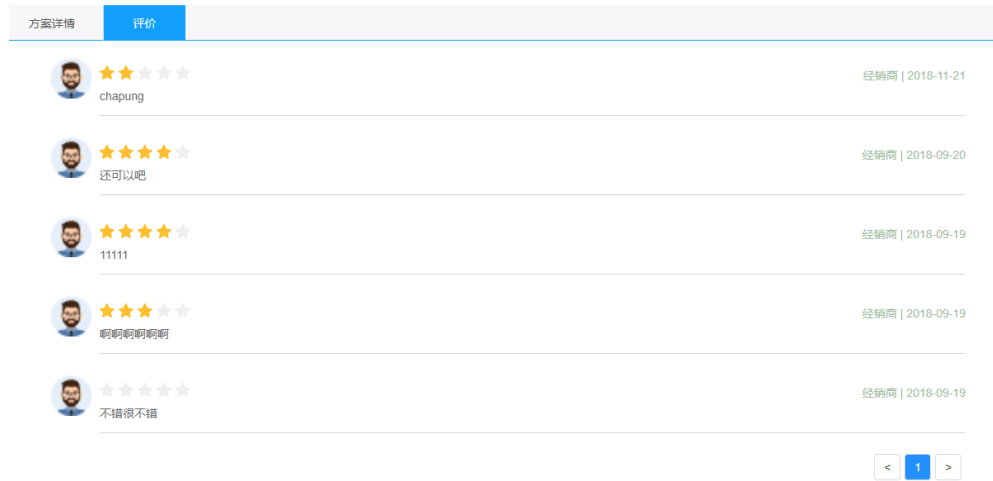 方案详情 评价
经销商 | 2018-11-21
chapung
经销商 | 2018-09-20
还可以吧
经销商 | 2018-09-19
11111
经销商 | 2018-09-19
啊啊啊啊啊啊
经销商 | 2018-09-19
不错很不错
< 1 >